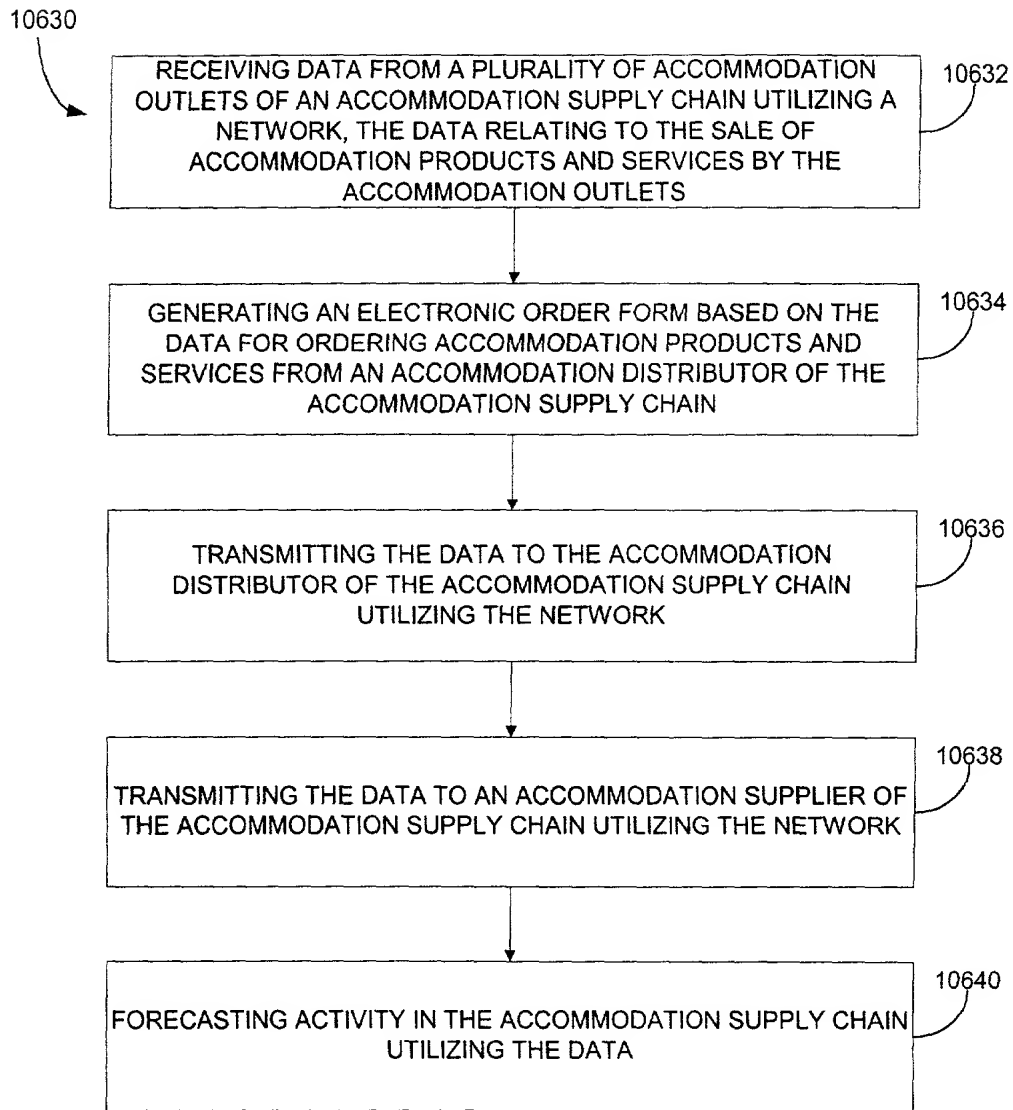 10630
RECEIVING DATA FROM A PLURALITY OF ACCOMMODATION
OUTLETS OF AN ACCOMMODATION SUPPLY CHAIN UTILIZING A
NETWORK, THE DATA RELATING TO THE SALE OF
ACCOMMODATION PRODUCTS AND SERVICES BY THE
ACCOMMODATION OUTLETS
10632
GENERATING AN ELECTRONIC ORDER FORM BASED ON THE
DATA FOR ORDERING ACCOMMODATION PRODUCTS AND
SERVICES FROM AN ACCOMMODATION DISTRIBUTOR OF THE
ACCOMMODATION SUPPLY CHAIN
10634
TRANSMITTING THE DATA TO THE ACCOMMODATION
DISTRIBUTOR OF THE ACCOMMODATION SUPPLY CHAIN
UTILIZING THE NETWORK
10636
TRANSMITTING THE DATA TO AN ACCOMMODATION SUPPLIER OF
THE ACCOMMODATION SUPPLY CHAIN UTILIZING THE NETWORK
10638
FORECASTING ACTIVITY IN THE ACCOMMODATION SUPPLY CHAIN
UTILIZING THE DATA
10640